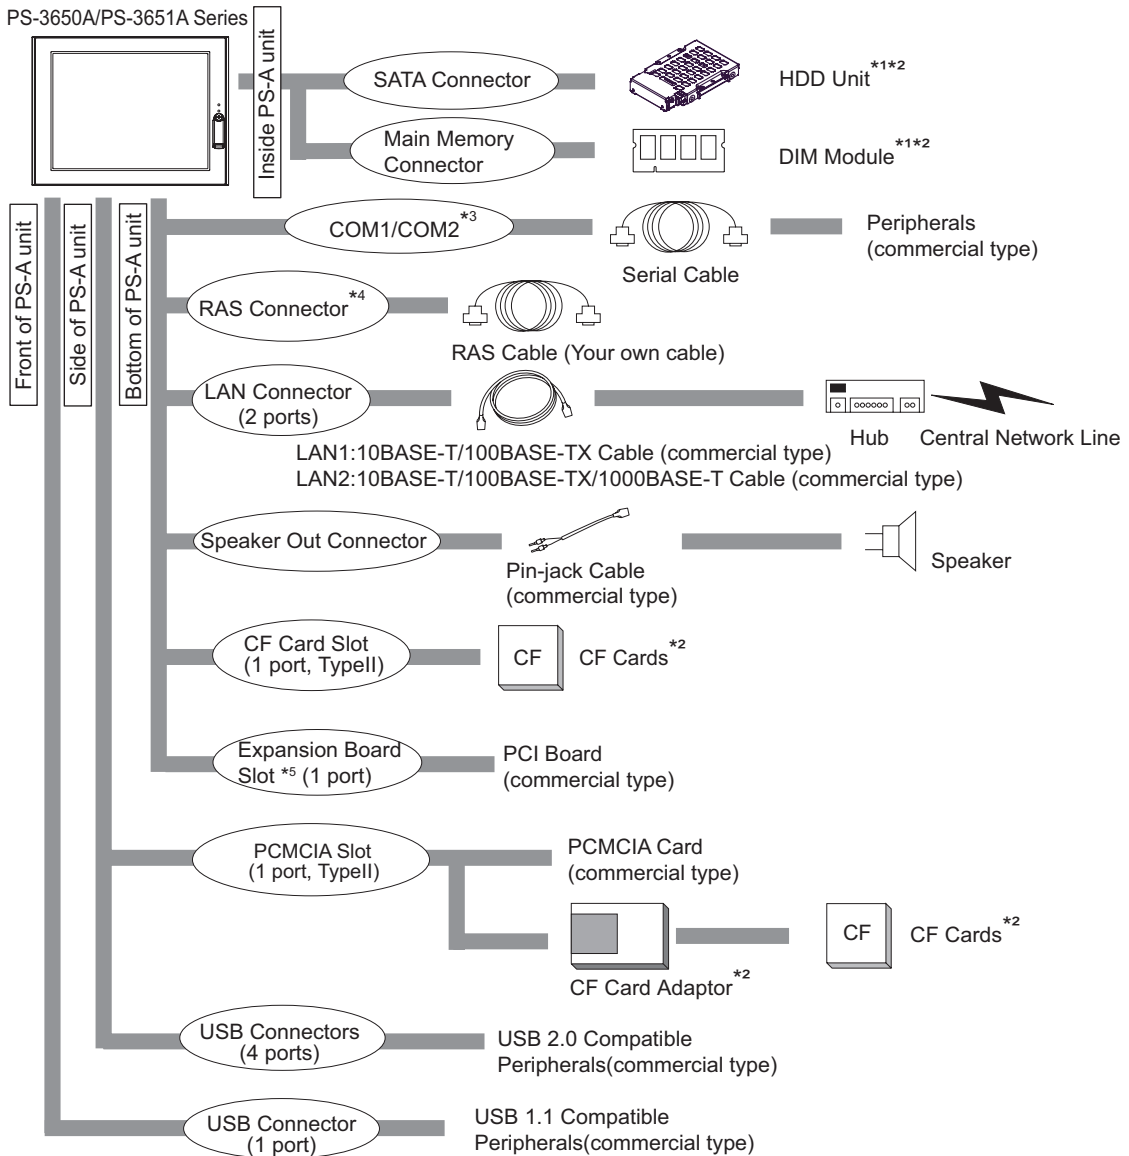 PS-3650A/PS-3651A Series
Inside PS-A unit
SATA Connector
HDD Unit*1*2
Main Memory
Connector
DIM Module*1*2
Front of PS-A unit
Side of PS-A unit
Bottom of PS-A unit
COM1/COM2*3
Serial Cable
Peripherals
(commercial type)
RAS Connector*4
RAS Cable (Your own cable)
LAN Connector
(2 ports)
Hub
Central Network Line
LAN1:10BASE-T/100BASE-TX Cable (commercial type)
LAN2:10BASE-T/100BASE-TX/1000BASE-T Cable (commercial type)
Speaker Out Connector
Pin-jack Cable
(commercial type)
Speaker
CF Card Slot
(1 port, TypeII)
CF
CF Cards*2
Expansion Board
Slot *5 (1 port)
PCI Board
(commercial type)
PCMCIA Slot
(1 port, TypeII)
PCMCIA Card
(commercial type)
CF Card Adaptor*2
CF
CF Cards*2
USB Connectors
(4 ports)
USB 2.0 Compatible
Peripherals(commercial type)
USB Connector
(1 port)
USB 1.1 Compatible
Peripherals(commercial type)